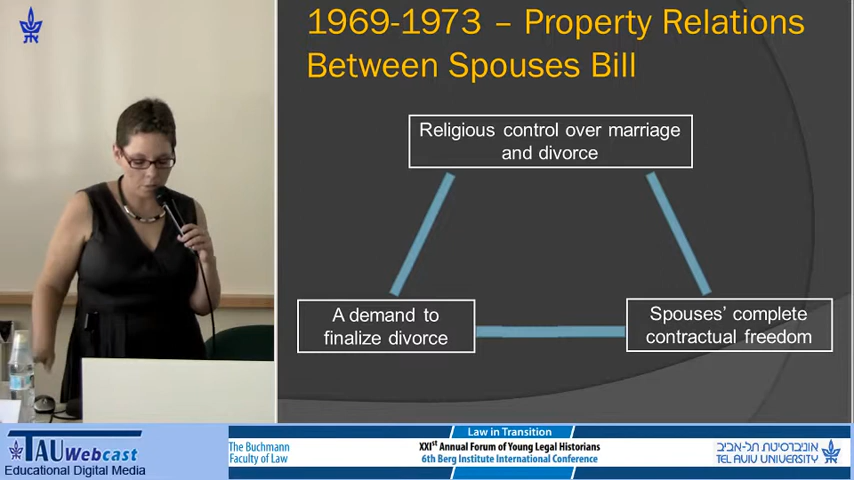 1969-1973 – Property Relations
Between Spouses Bill
Religious control over marriage
and divorce
A demand to
finalize divorce
Spouses' complete
contractual freedom
TAU Webcast
Educational Digital Media
The Buchmann
Faculty of Law
Law in Transition
XXIst Annual Forum of Young Legal Historians
6th Berg Institute International Conference
אוניברסיטת תל-אביב
TEL AVIV UNIVERSITY